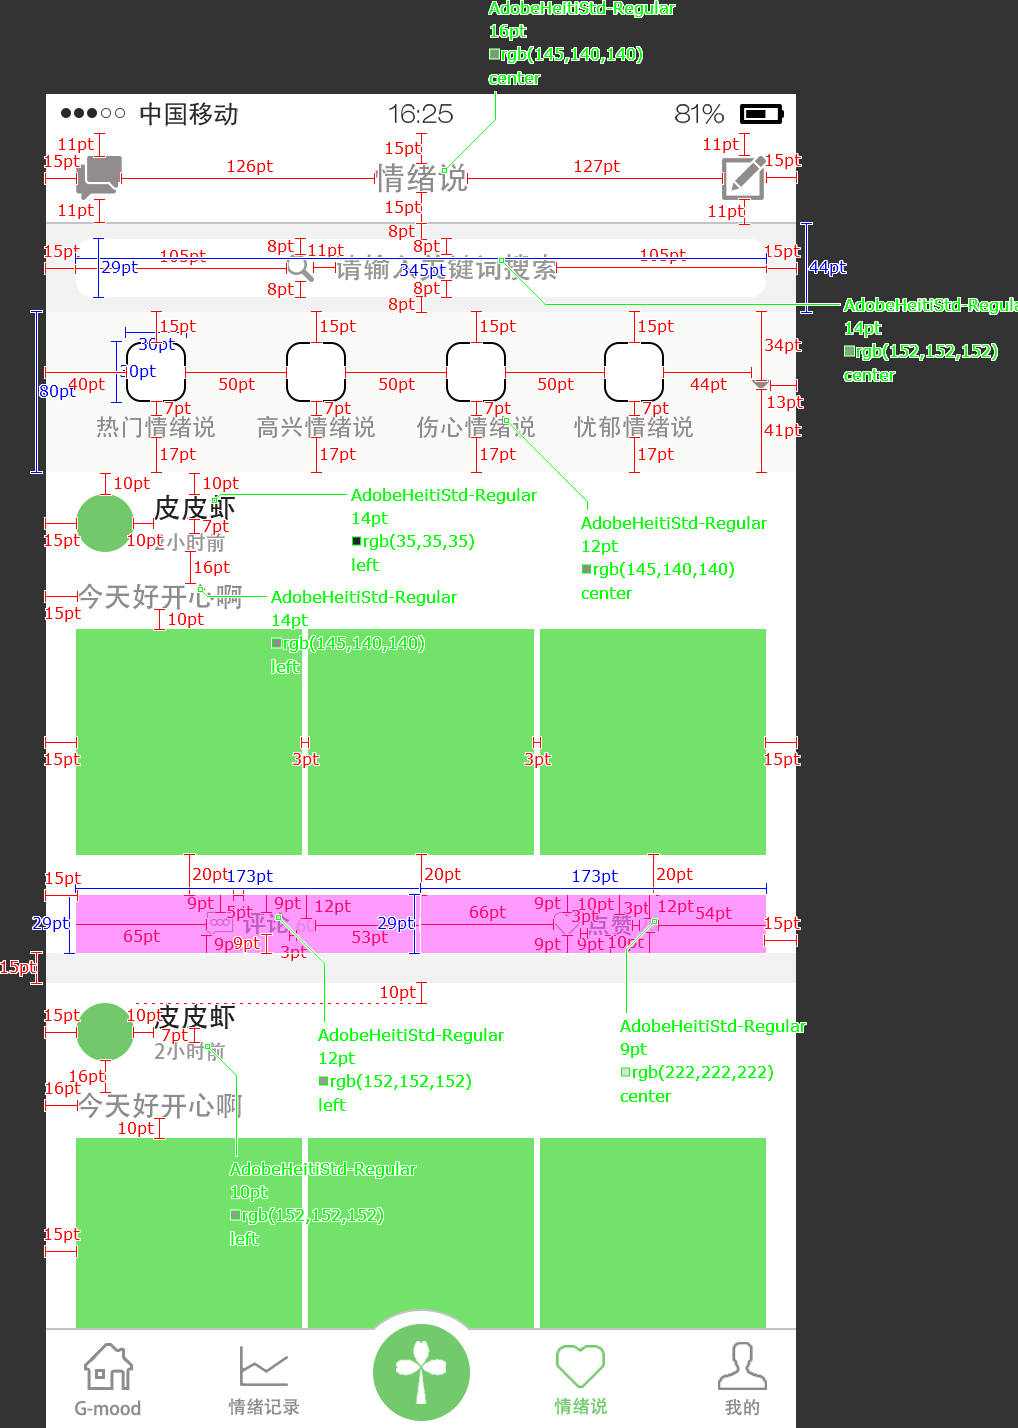 AdobeHeitiStd-Regular
16pt
rgb(145,140,140)
center
中国移动 16:25 81%
11pt 15pt 11pt
15pt 126pt 情绪说 127pt 15pt
11pt 15pt 11pt
8pt
15pt 105pt 8pt 11pt 8pt 105pt 15pt
29pt 请输入关键词搜索 345pt 44pt
8pt 8pt
8pt
AdobeHeitiStd-Regula
14pt
rgb(152,152,152)
center
15pt 15pt 15pt 15pt
30pt 34pt
30pt
80pt 40pt 50pt 50pt 50pt 44pt
7pt 7pt 7pt 7pt 13pt
热门情绪说 高兴情绪说 伤心情绪说 忧郁情绪说 41pt
17pt 17pt 17pt 17pt
10pt 10pt
皮皮虾
15pt 10pt 7pt
2小时前
16pt
AdobeHeitiStd-Regular
14pt
rgb(35,35,35)
left
AdobeHeitiStd-Regular
12pt
rgb(145,140,140)
center
今天好开心啊
15pt 10pt
AdobeHeitiStd-Regular
14pt
rgb(145,140,140)
left
15pt 3pt 3pt 15pt
20pt 20pt 20pt
15pt 173pt 173pt
9pt 5pt 9pt 12pt 9pt 3pt 10pt 3pt 12pt
29pt 65pt 评论 53pt 29pt 66pt 点赞 54pt 15pt
9pt 9pt 3pt 9pt 9pt 10pt
15pt
10pt
15pt 10pt 皮皮虾
7pt
2小时前
16pt
16pt
今天好开心啊
10pt
AdobeHeitiStd-Regular
12pt
rgb(152,152,152)
left
AdobeHeitiStd-Regular
9pt
rgb(222,222,222)
center
AdobeHeitiStd-Regular
10pt
rgb(152,152,152)
left
15pt
G-mood 情绪记录 情绪说 我的